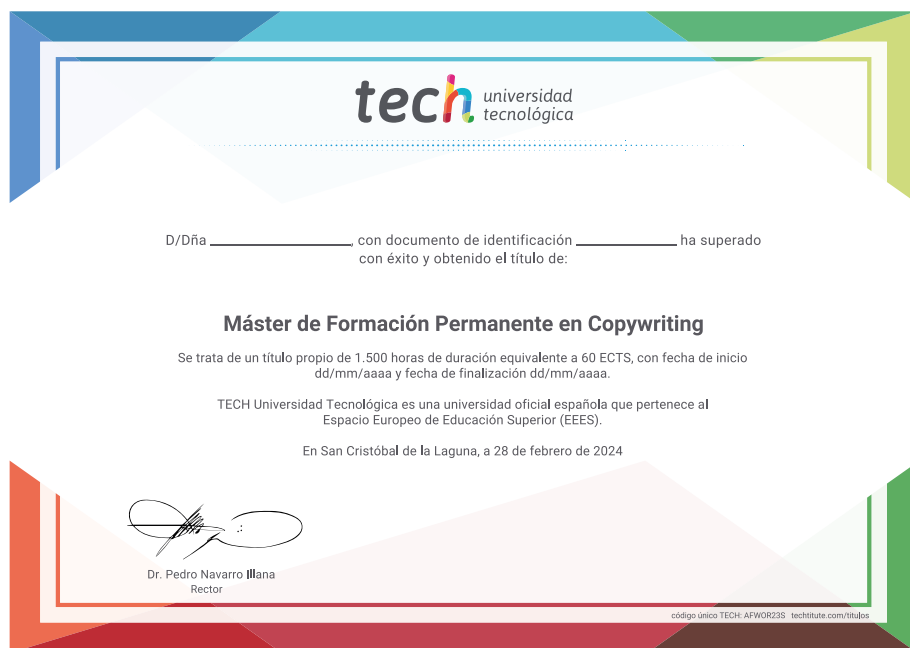 tech universidad
tecnológica
D/Dña ______________, con documento de identificación __________ ha superado
con éxito y obtenido el título de:
Máster de Formación Permanente en Copywriting
Se trata de un título propio de 1.500 horas de duración equivalente a 60 ECTS, con fecha de inicio
dd/mm/aaaa y fecha de finalización dd/mm/aaaa.
TECH Universidad Tecnológica es una universidad oficial española que pertenece al
Espacio Europeo de Educación Superior (EEES).
En San Cristóbal de la Laguna, a 28 de febrero de 2024
Dr. Pedro Navarro Illana
Rector
código único TECH: AFWOR23S techtitute.com/titulos